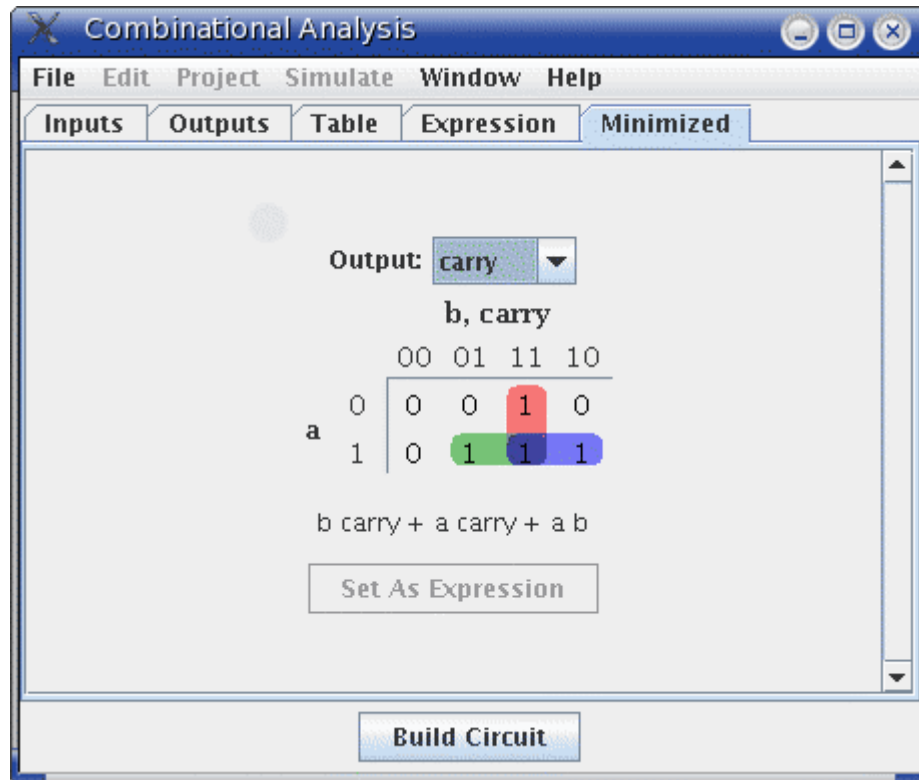 Combinational Analysis
File Edit Project Simulate Window Help
Inputs Outputs Table Expression Minimized
Output: carry
b, carry
00 01 11 10
0 0 0 1 0
a
1 0 1 1 1
b carry + a carry + a b
Set As Expression
Build Circuit